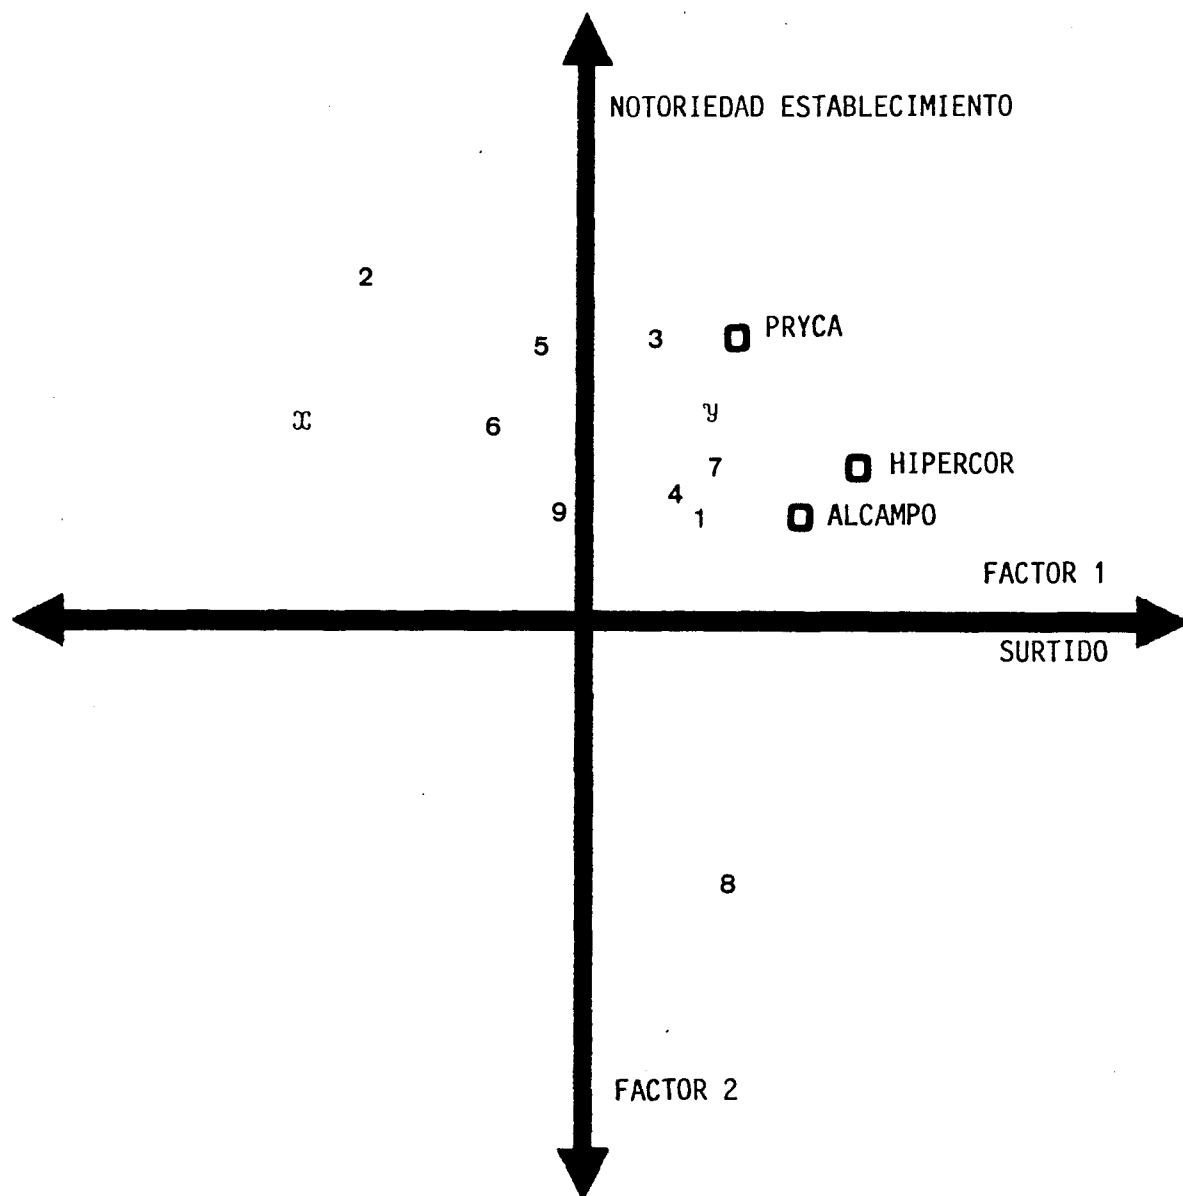 NOTORIEDAD ESTABLECIMIENTO
2
5
3
PRYCA
x
6
y
7
HIPERCOR
4
9
1
ALCAMPO
FACTOR 1
SURTIDO
8
FACTOR 2